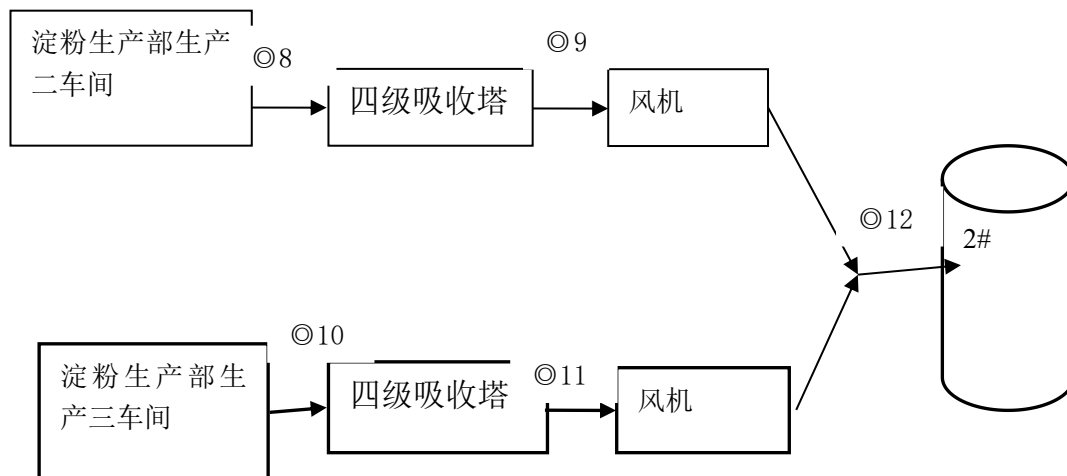 淀粉生产部生产
二车间
◎8
四级吸收塔
◎9
风机
◎12
2#
淀粉生产部生
产三车间
◎10
四级吸收塔
◎11
风机